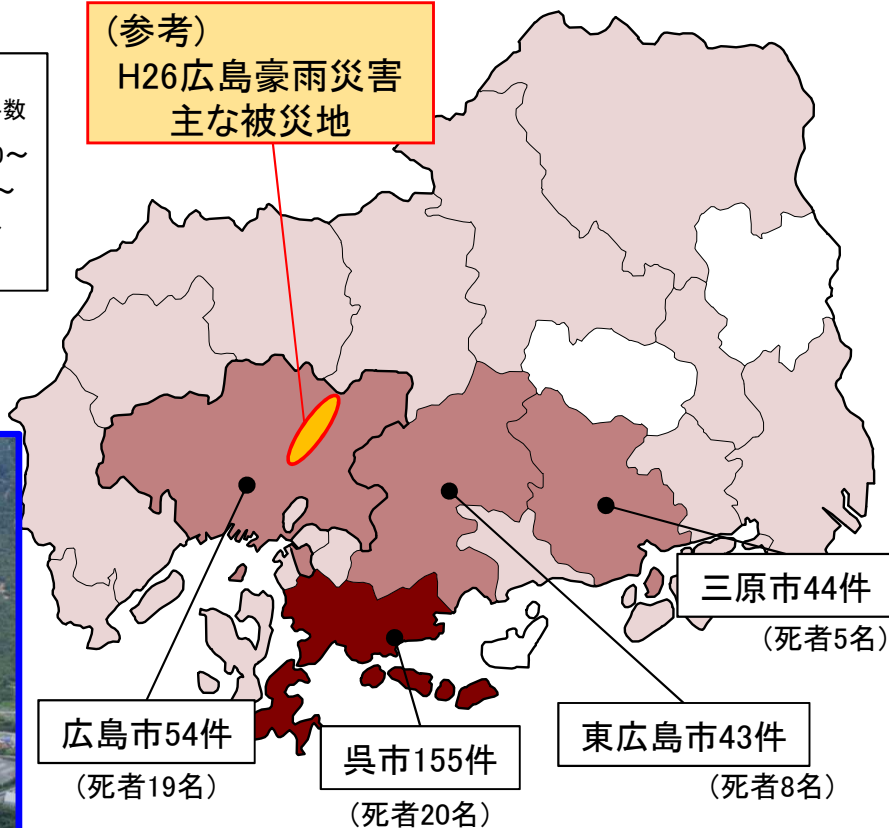 (参考)
H26広島豪雨災害
主な被災地
数
0～
～
三原市44件
(死者5名)
広島市54件
(死者19名)
呉市155件
(死者20名)
東広島市43件
(死者8名)